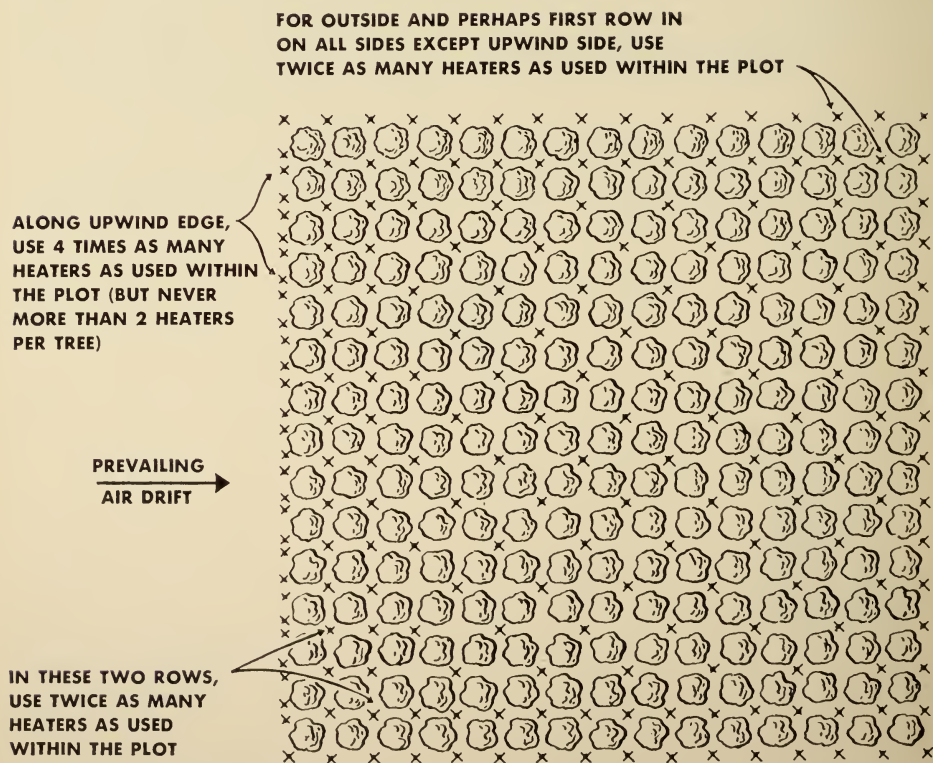 FOR OUTSIDE AND PERHAPS FIRST ROW IN
ON ALL SIDES EXCEPT UPWIND SIDE, USE
TWICE AS MANY HEATERS AS USED WITHIN THE PLOT
ALONG UPWIND EDGE,
USE 4 TIMES AS MANY
HEATERS AS USED WITHIN
THE PLOT (BUT NEVER
MORE THAN 2 HEATERS
PER TREE)
PREVAILING
AIR DRIFT
IN THESE TWO ROWS,
USE TWICE AS MANY
HEATERS AS USED
WITHIN THE PLOT